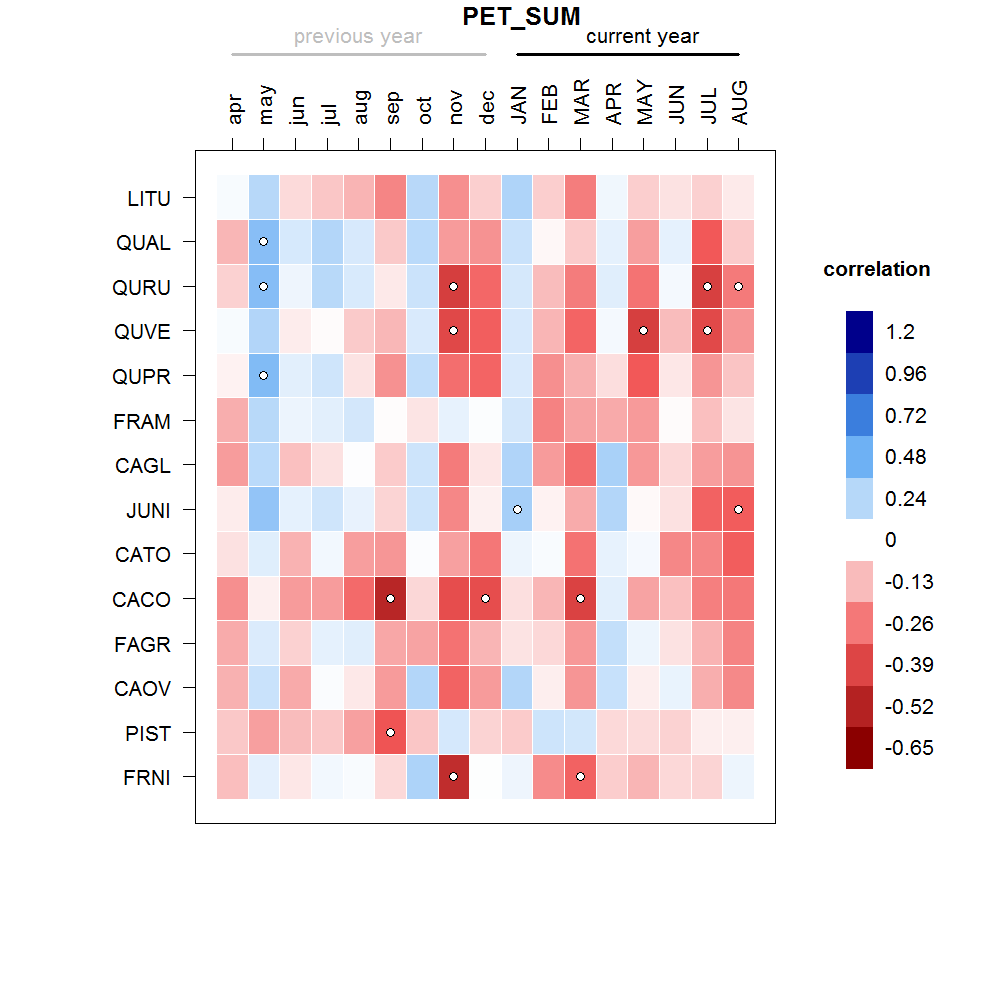 PET_SUM
previous year current year
apr may jun jul aug sep oct nov dec JAN FEB MAR APR MAY JUN JUL AUG
LITU
QUAL
QURU
QUVE
QUPR
FRAM
CAGL
JUNI
CATO
CACO
FAGR
CAOV
PIST
FRNI
correlation
1.2
0.96
0.72
0.48
0.24
0
-0.13
-0.26
-0.39
-0.52
-0.65